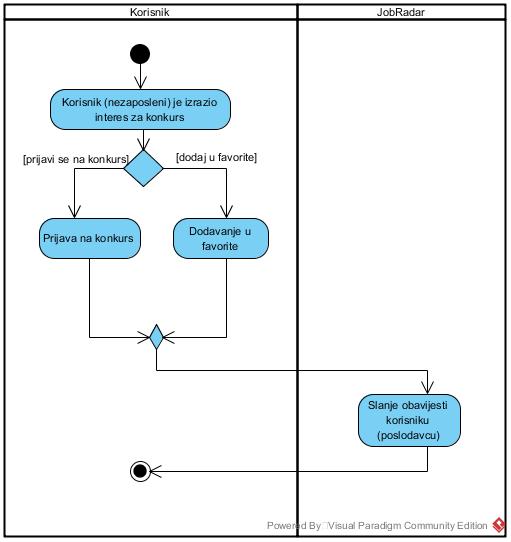 Korisnik
JobRadar
Korisnik (nezaposleni) je izrazio
interes za konkurs
[prijavi se na konkurs]
[dodaj u favorite]
Prijava na konkurs
Dodavanje u
favorite
Slanje obavijesti
korisniku
(poslodavcu)
Powered By Visual Paradigm Community Edition